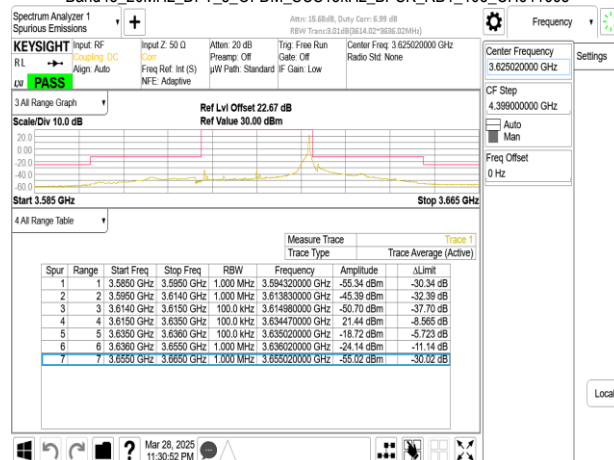 Spectrum Analyzer 1
Spurious Emissions
Attn: 15.68dB, Duty Corr: 6.99 dB
RBW Trans:3.01dB(3614.02~3636.02MHz)
Frequency
KEYSIGHT Input: RF Input Z: 50 Ω Atten: 20 dB Trig: Free Run Center Freq: 3.625020000 GHz
RL Coupling: DC Corr Preamp: Off Gate: Off Radio Std: None
Align: Auto Freq Ref: Int (S) µW Path: Standard IF Gain: Low
PASS NFE: Adaptive
Center Frequency
3.625020000 GHz
Settings
CF Step
4.399000000 GHz
Auto
Man
Freq Offset
0 Hz
3 All Range Graph
Ref Lvl Offset 22.67 dB
Scale/Div 10.0 dB Ref Value 30.00 dBm
20.0
0.00
-20.0
-40.0
-60.0
Start 3.585 GHz Stop 3.665 GHz
4 All Range Table
Measure Trace Trace 1
Trace Type Trace Average (Active)
Spur Range Start Freq Stop Freq RBW Frequency Amplitude ΔLimit
1 1 3.5850 GHz 3.5950 GHz 1.000 MHz 3.594320000 GHz -55.34 dBm -30.34 dB
2 2 3.5950 GHz 3.6140 GHz 1.000 MHz 3.613830000 GHz -45.39 dBm -32.39 dB
3 3 3.6140 GHz 3.6150 GHz 100.0 kHz 3.614980000 GHz -50.70 dBm -37.70 dB
4 4 3.6150 GHz 3.6350 GHz 100.0 kHz 3.634470000 GHz 21.44 dBm -8.565 dB
5 5 3.6350 GHz 3.6360 GHz 100.0 kHz 3.635020000 GHz -18.72 dBm -5.723 dB
6 6 3.6360 GHz 3.6550 GHz 1.000 MHz 3.636020000 GHz -24.14 dBm -11.14 dB
7 7 3.6550 GHz 3.6650 GHz 1.000 MHz 3.655020000 GHz -55.02 dBm -30.02 dB
Local
Mar 28, 2025
11:30:52 PM